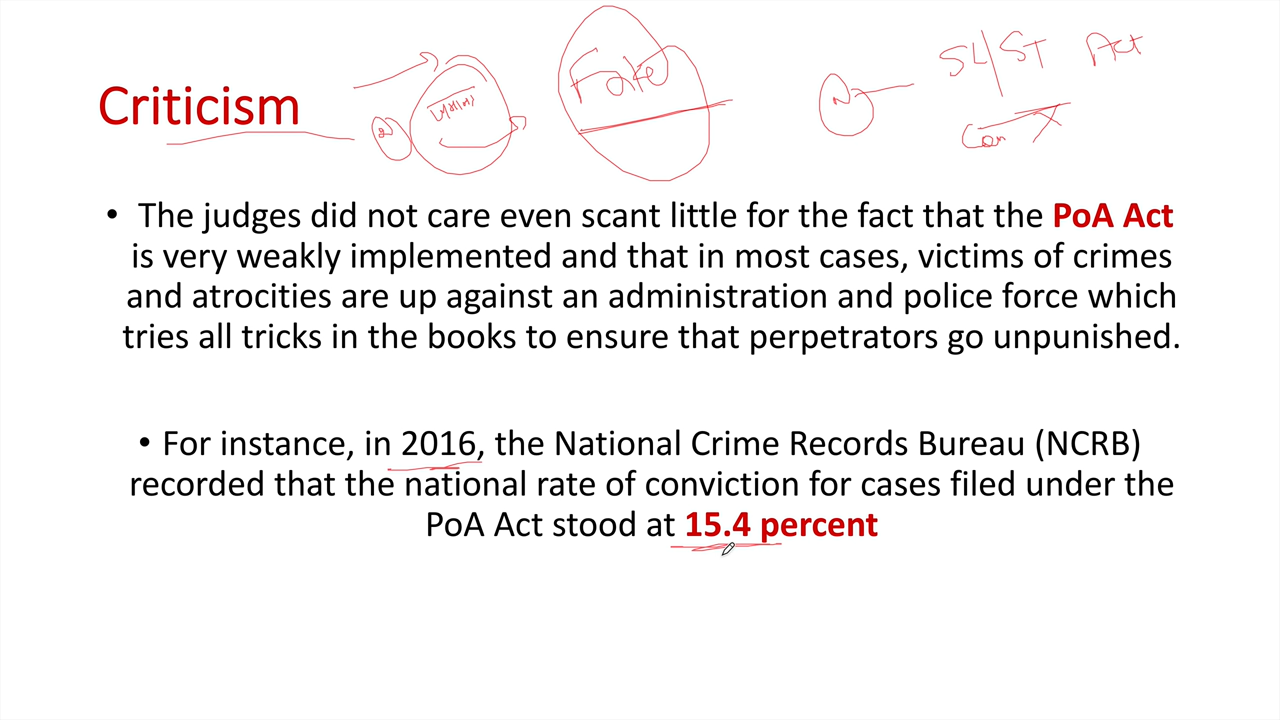 Fake
SC/ST Act
Criticism
Con
• The judges did not care even scant little for the fact that the PoA Act
is very weakly implemented and that in most cases, victims of crimes
and atrocities are up against an administration and police force which
tries all tricks in the books to ensure that perpetrators go unpunished.
• For instance, in 2016, the National Crime Records Bureau (NCRB)
recorded that the national rate of conviction for cases filed under the
PoA Act stood at 15.4 percent